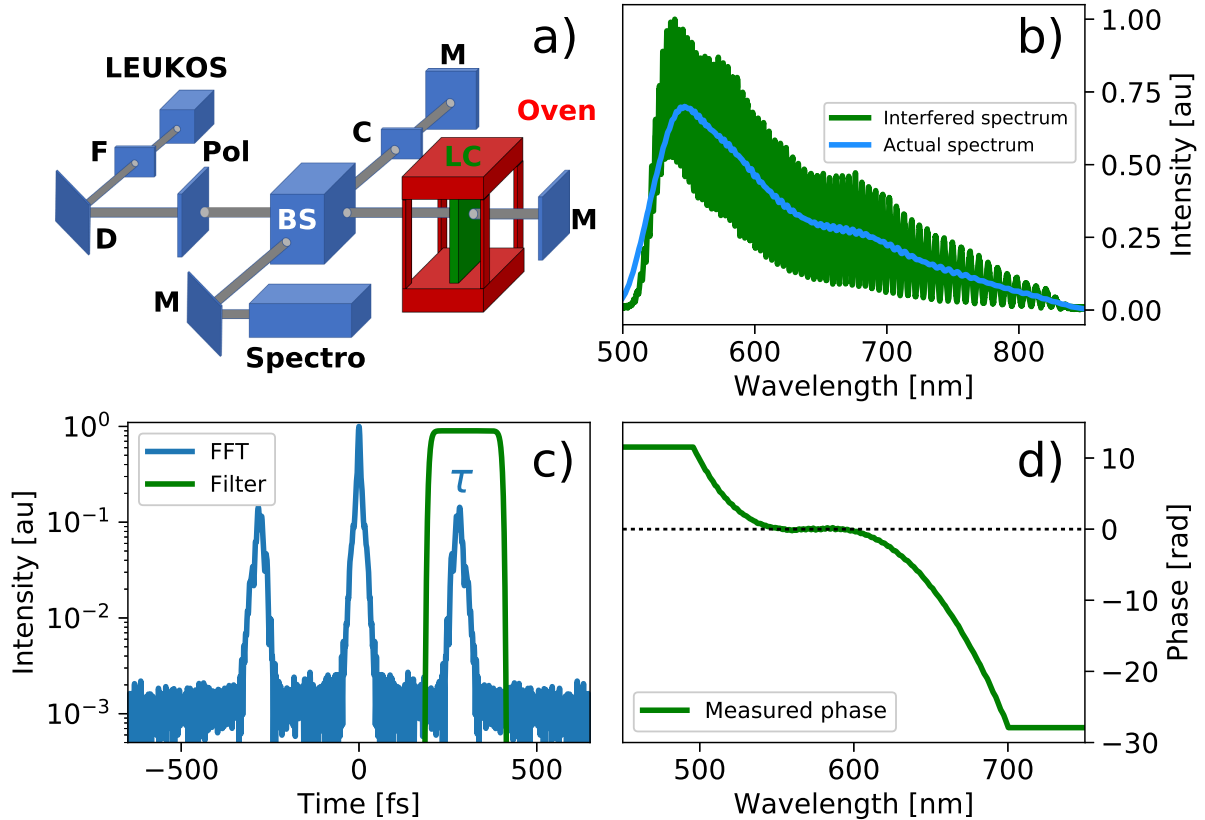 a)
LEUKOS
M
Oven
F
Pol
C
LC
D
BS
M
M
Spectro
b)
Interfered spectrum
Actual spectrum
1.00
0.75
0.50
0.25
0.00
Intensity [au]
500 600 700 800
Wavelength [nm]
c)
FFT
Filter
τ
10⁰
10⁻¹
10⁻²
10⁻³
Intensity [au]
−500 0 500
Time [fs]
d)
Measured phase
10
0
−10
−20
−30
Phase [rad]
500 600 700
Wavelength [nm]